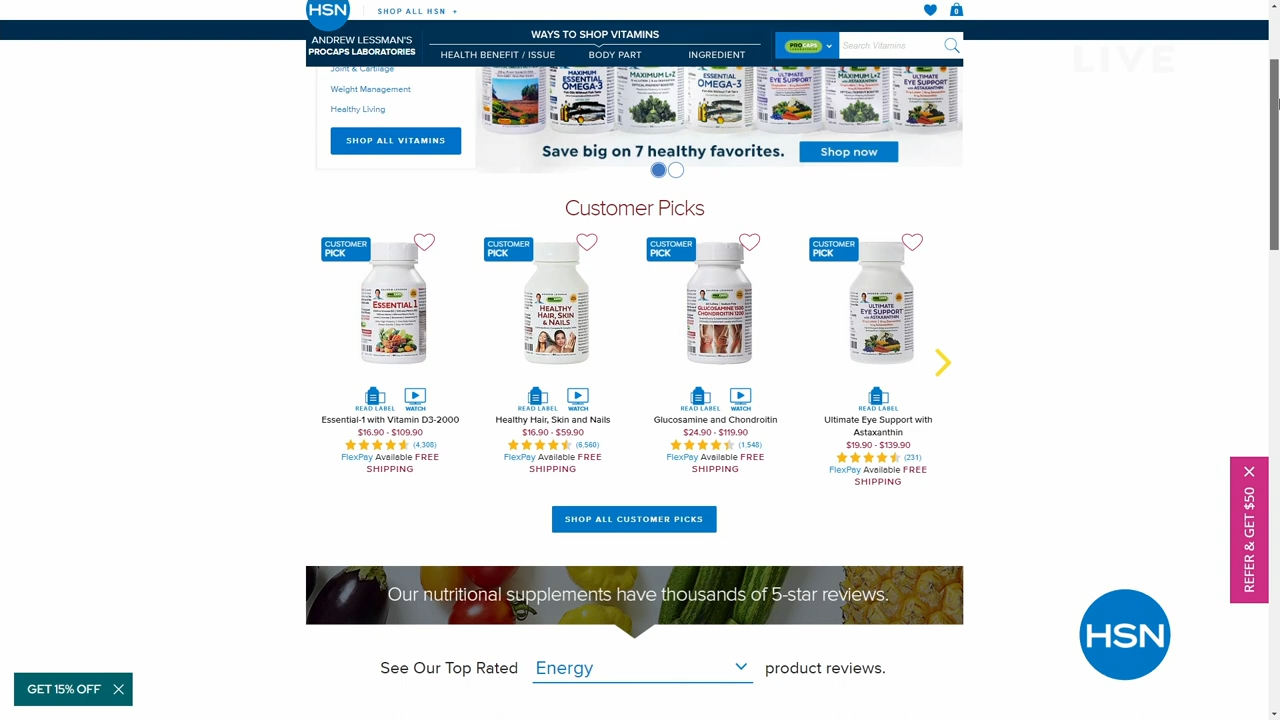 HSN
SHOP ALL HSN +
0
ANDREW LESSMAN'S
PROCAPS LABORATORIES
WAYS TO SHOP VITAMINS
HEALTH BENEFIT / ISSUE
BODY PART
INGREDIENT
PROCAPS
Search Vitamins
LIVE
Joint & Cartilage
Weight Management
Healthy Living
SHOP ALL VITAMINS
MAXIMUM
ESSENTIAL
OMEGA-3
MAXIMUM
L+Z
ESSENTIAL
OMEGA-3
ULTIMATE
EYE SUPPORT
MAXIMUM L+Z
WITH ASTAXANTHIN
ULTIMATE
EYE SUPPORT
WITH ASTAXANTHIN
Save big on 7 healthy favorites.
Shop now
Customer Picks
CUSTOMER
PICK
CUSTOMER
PICK
CUSTOMER
PICK
CUSTOMER
PICK
ESSENTIAL 1
HEALTHY
HAIR, SKIN
& NAILS
GLUCOSAMINE 1500
CHONDROITIN 1200
ULTIMATE
EYE SUPPORT
WITH ASTAXANTHIN
READ LABEL
WATCH
READ LABEL
WATCH
READ LABEL
WATCH
READ LABEL
Essential-1 with Vitamin D3-2000
$16.90 - $109.90
(4,308)
FlexPay Available FREE
SHIPPING
Healthy Hair, Skin and Nails
$16.90 - $59.90
(6,560)
FlexPay Available FREE
SHIPPING
Glucosamine and Chondroitin
$24.90 - $119.90
(1,548)
FlexPay Available FREE
SHIPPING
Ultimate Eye Support with
Astaxanthin
$19.90 - $139.90
(231)
FlexPay Available FREE
SHIPPING
SHOP ALL CUSTOMER PICKS
Our nutritional supplements have thousands of 5-star reviews.
See Our Top Rated Energy product reviews.
REFER & GET $50
HSN
GET 15% OFF